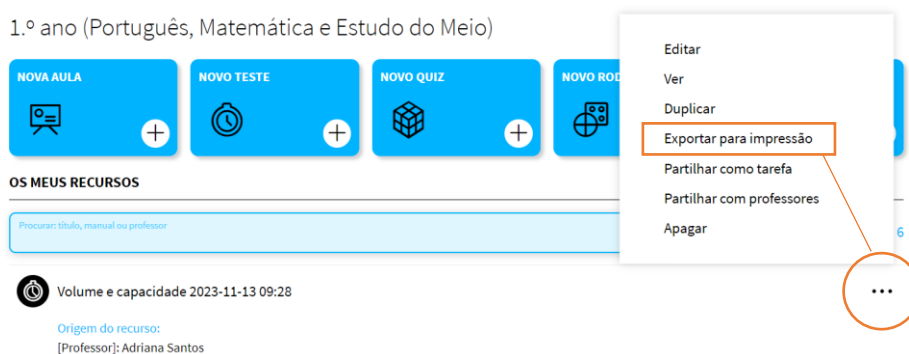 1.º ano (Português, Matemática e Estudo do Meio)
NOVA AULA
NOVO TESTE
NOVO QUIZ
NOVO
Editar
Ver
Duplicar
Exportar para impressão
Partilhar como tarefa
Partilhar com professores
Apagar
OS MEUS RECURSOS
Procurar: título, manual ou professor
6
Volume e capacidade 2023-11-13 09:28
Origem do recurso:
[Professor]: Adriana Santos